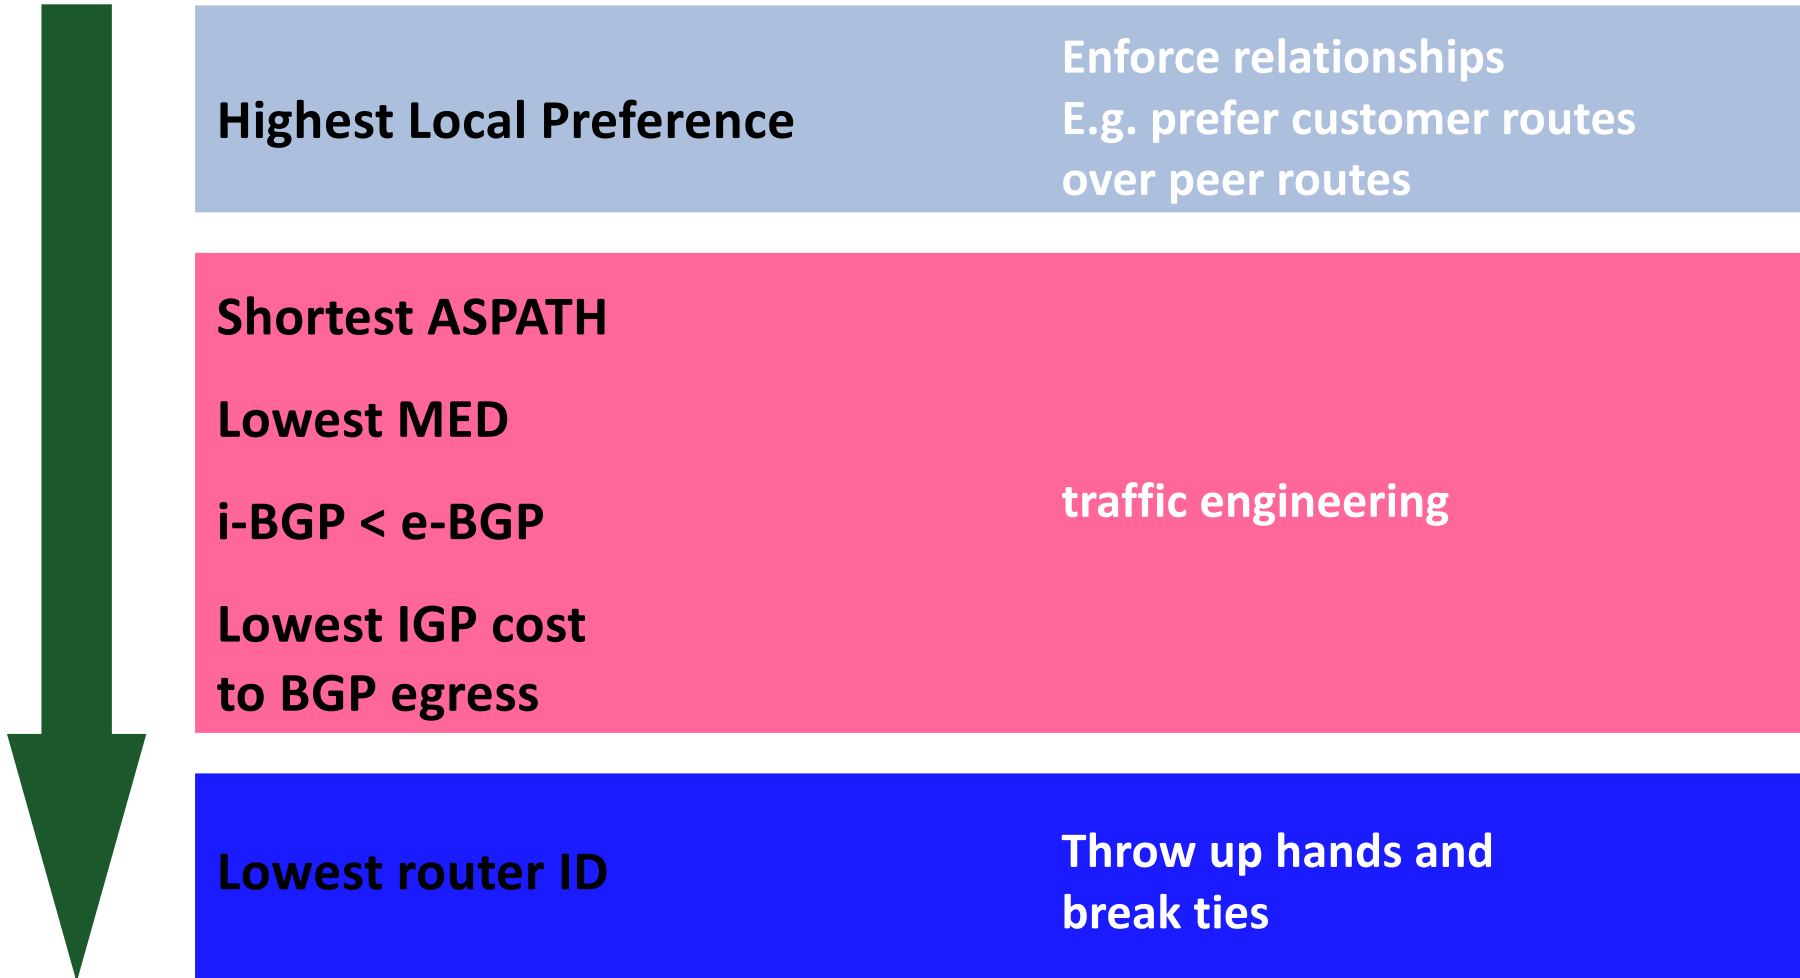 Highest Local Preference
Enforce relationships
E.g. prefer customer routes
over peer routes
Shortest ASPATH
Lowest MED
i-BGP < e-BGP
Lowest IGP cost
to BGP egress
traffic engineering
Lowest router ID
Throw up hands and
break ties